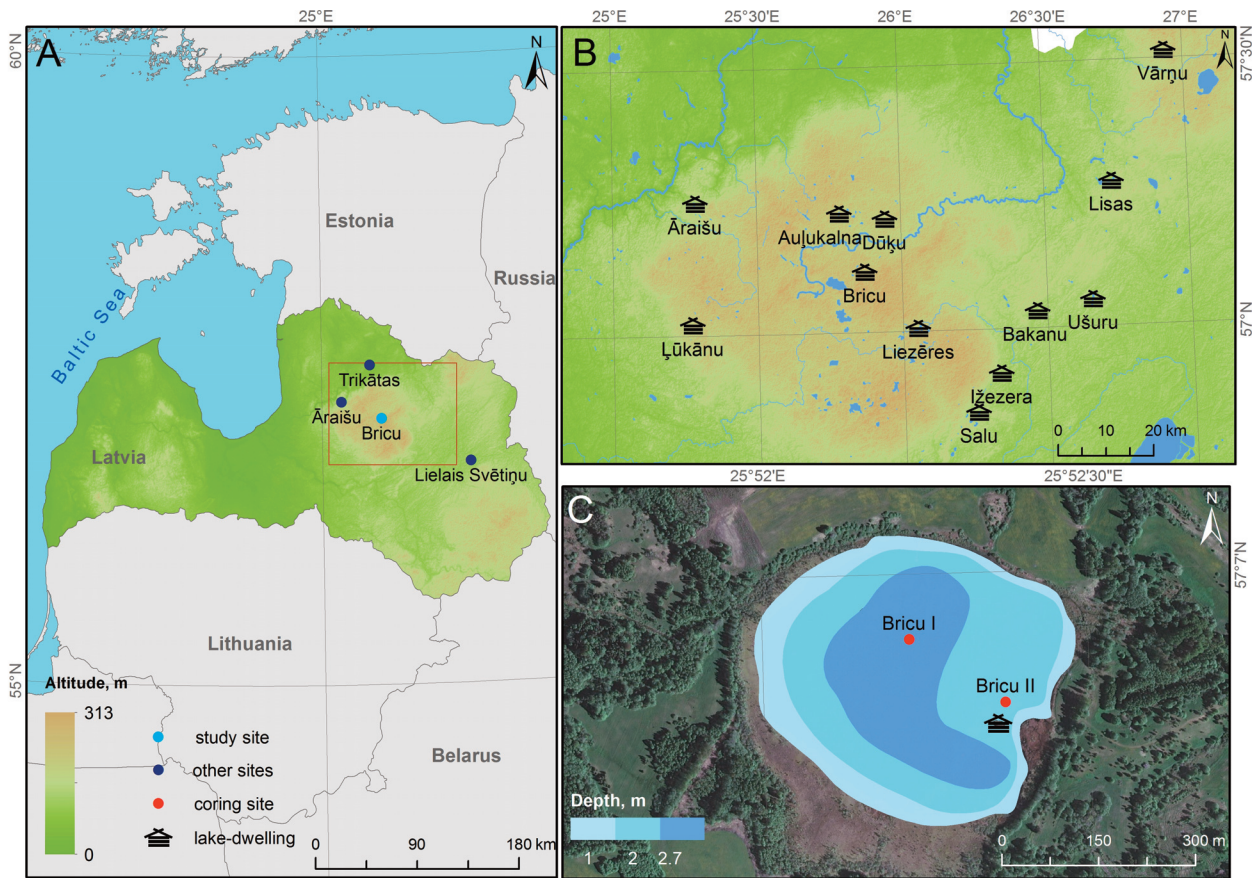 25°E
60°N
A
N
Estonia
Russia
Baltic Sea
Trikātas
Āraišu
Bricu
Latvia
Lielais Svētiņu
Lithuania
55°N
Altitude, m
313
0
study site
other sites
coring site
lake-dwelling
Belarus
0 90 180 km
25°E 25°30'E 26°E 26°30'E 27°E
57°30'N
B
N
Vārņu
Lisas
Āraišu
Auļukalna
Dūķu
Bricu
Ušuru
Bakanu
Ļūkānu
Liezēres
57°N
Ižezera
Salu
0 10 20 km
25°52'E 25°52'30"E
C
N
57°7'N
Bricu I
Bricu II
Depth, m
1 2 2.7
0 150 300 m